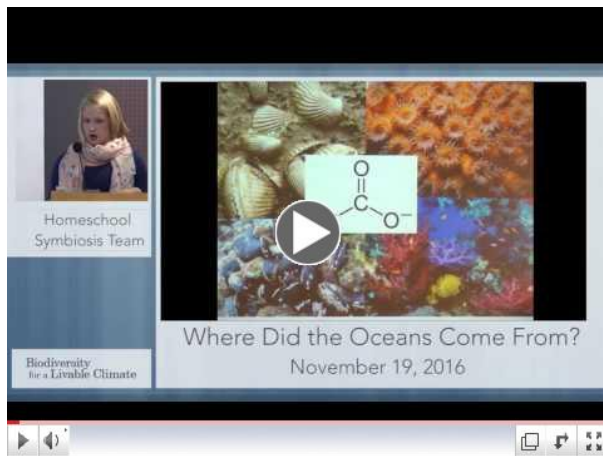 Homeschool
Symbiosis Team
O
C
O⁻
Where Did the Oceans Come From?
November 19, 2016
Biodiversity
for a Livable Climate